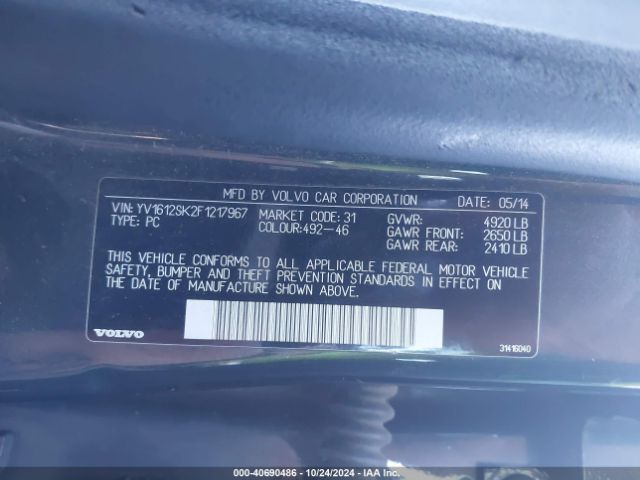 MFD BY VOLVO CAR CORPORATION DATE 05/14
VIN: YV1612SK2F1217967 MARKET CODE: 31 GVWR: 4920 LB
TYPE: PC COLOUR:492-46 GAWR FRONT: 2650 LB
GAWR REAR: 2410 LB
THIS VEHICLE CONFORMS TO ALL APPLICABLE FEDERAL MOTOR VEHICLE
SAFETY, BUMPER AND THEFT PREVENTION STANDARDS IN EFFECT ON
THE DATE OF MANUFACTURE SHOWN ABOVE.
VOLVO 31416040
000-40690486 - 10/24/2024 - IAA Inc.